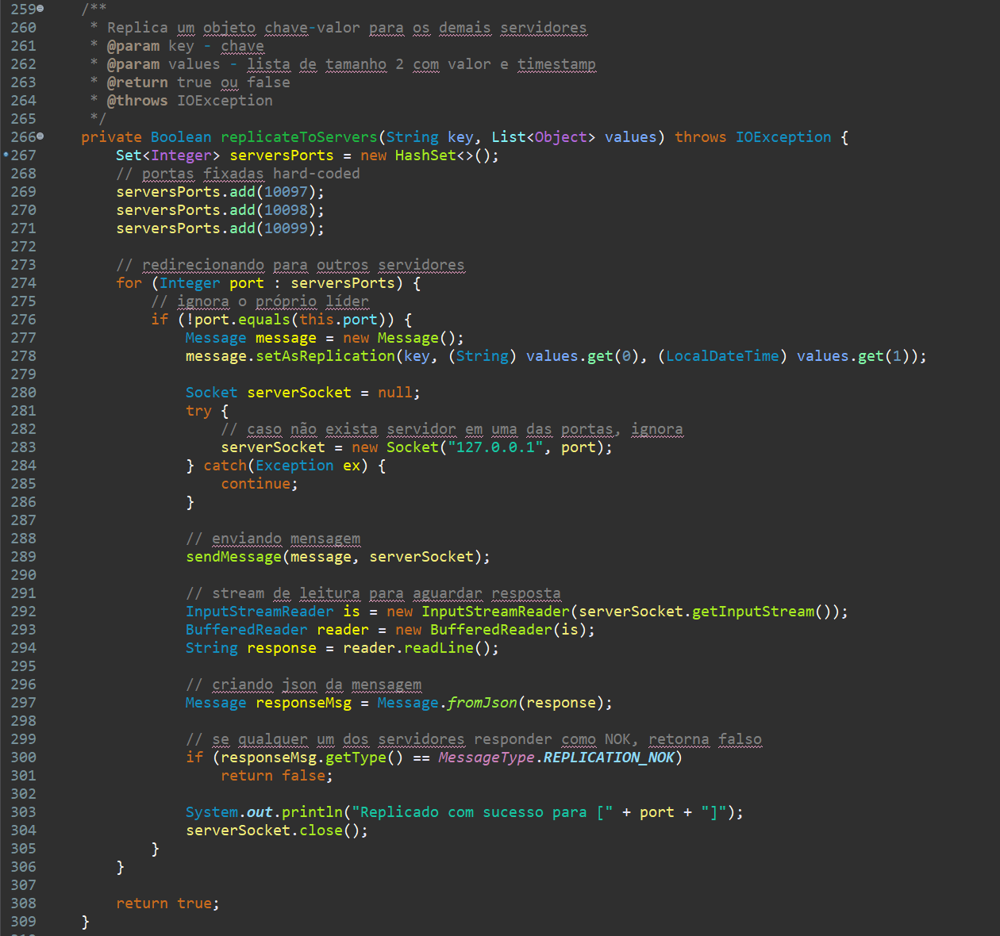 259 /**
260 * Replica um objeto chave-valor para os demais servidores
261 * @param key - chave
262 * @param values - lista de tamanho 2 com valor e timestamp
263 * @return true ou false
264 * @throws IOException
265 */
266 private Boolean replicateToServers(String key, List<Object> values) throws IOException {
267 Set<Integer> serversPorts = new HashSet<>();
268 // portas fixadas hard-coded
269 serversPorts.add(10097);
270 serversPorts.add(10098);
271 serversPorts.add(10099);
272
273 // redirecionando para outros servidores
274 for (Integer port : serversPorts) {
275 // ignora o próprio líder
276 if (!port.equals(this.port)) {
277 Message message = new Message();
278 message.setAsReplication(key, (String) values.get(0), (LocalDateTime) values.get(1));
279
280 Socket serverSocket = null;
281 try {
282 // caso não exista servidor em uma das portas, ignora
283 serverSocket = new Socket("127.0.0.1", port);
284 } catch(Exception ex) {
285 continue;
286 }
287
288 // enviando mensagem
289 sendMessage(message, serverSocket);
290
291 // stream de leitura para aguardar resposta
292 InputStreamReader is = new InputStreamReader(serverSocket.getInputStream());
293 BufferedReader reader = new BufferedReader(is);
294 String response = reader.readLine();
295
296 // criando json da mensagem
297 Message responseMsg = Message.fromJson(response);
298
299 // se qualquer um dos servidores responder como NOK, retorna falso
300 if (responseMsg.getType() == MessageType.REPLICATION_NOK)
301 return false;
302
303 System.out.println("Replicado com sucesso para [" + port + "]");
304 serverSocket.close();
305 }
306 }
307
308 return true;
309 }